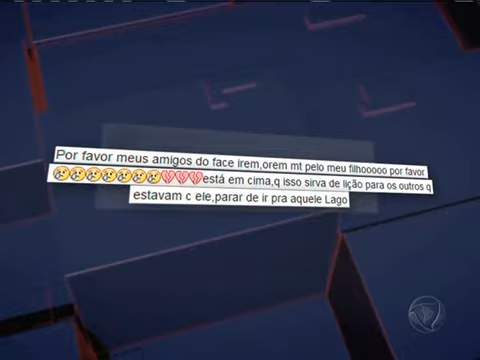 Por favor meus amigos do face irem,orem mt pelo meu filhooooo por favor
😢😢😢😢😢😢😢💔💔💔está em cima,q isso sirva de lição para os outros q
estavam c ele,parar de ir pra aquele Lago